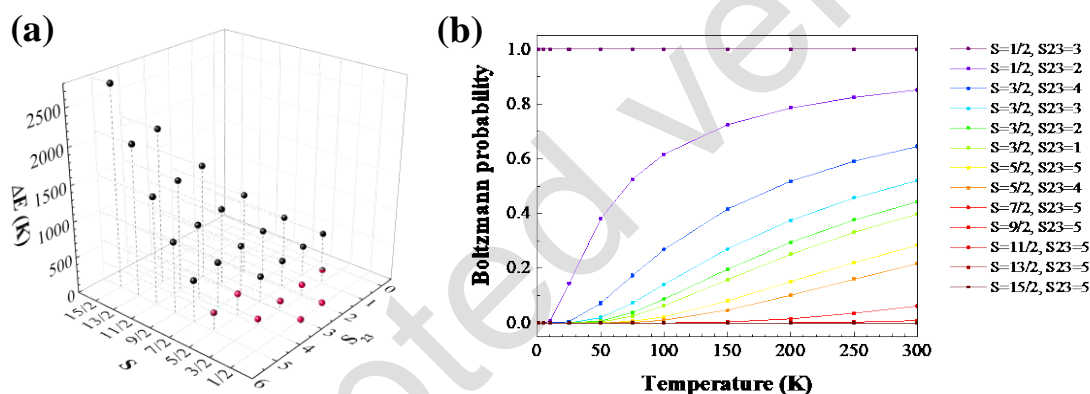 (a)
2500
2000
1500
1000
500
0
ΔE (K)
15/2
13/2
11/2
9/2
7/2
5/2
3/2
1/2
S
0
1
2
3
4
5
6
S23
(b)
1.0
0.8
0.6
0.4
0.2
0.0
Boltzmann probability
0 50 100 150 200 250 300
Temperature (K)
S=1/2, S23=3
S=1/2, S23=2
S=3/2, S23=4
S=3/2, S23=3
S=3/2, S23=2
S=3/2, S23=1
S=5/2, S23=5
S=5/2, S23=4
S=7/2, S23=5
S=9/2, S23=5
S=11/2, S23=5
S=13/2, S23=5
S=15/2, S23=5